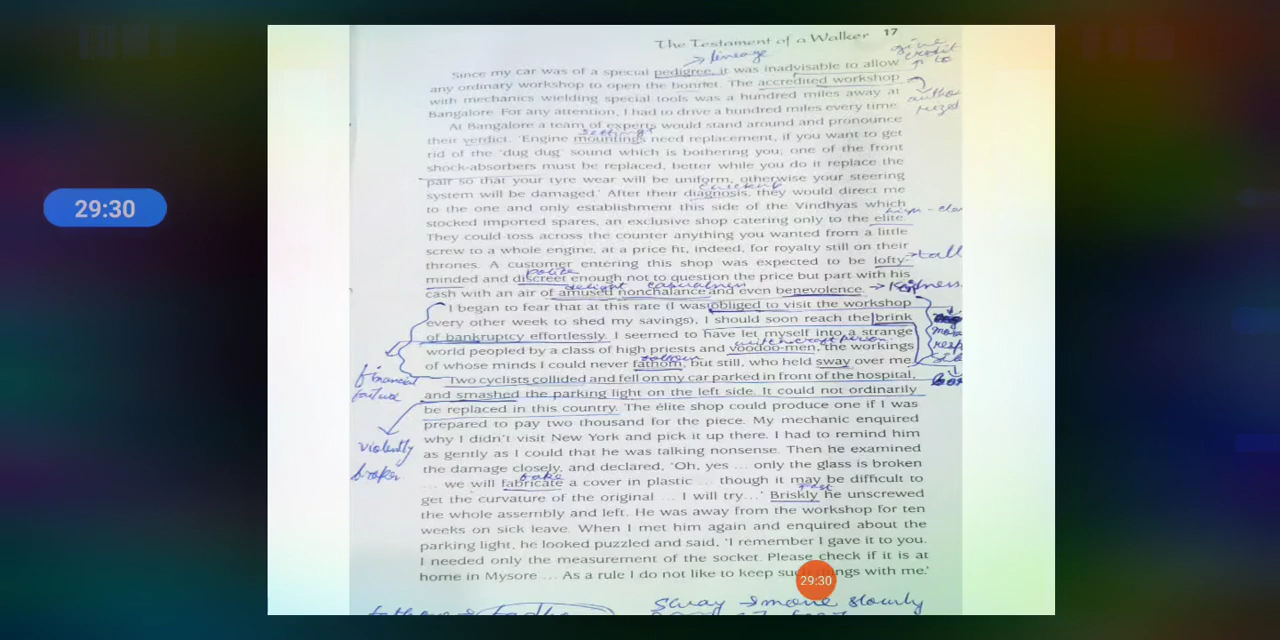 The Testament of a Walker 17
lineage
give
credit
to
Since my car was of a special pedigree, it was inadvisable to allow
any ordinary workshop to open the bonnet. The accredited workshop
with mechanics wielding special tools was a hundred miles away at
Bangalore. For any attention, I had to drive a hundred miles every time.
At Bangalore a team of experts would stand around and pronounce
settings
their verdict. 'Engine mountings need replacement, if you want to get
rid of the 'dug dug' sound which is bothering you; one of the front
shock-absorbers must be replaced, better while you do it replace the
pair so that your tyre wear will be uniform, otherwise your steering
system will be damaged.' After their diagnosis, they would direct me
to the one and only establishment this side of the Vindhyas which
stocked imported spares, an exclusive shop catering only to the elite.
They could toss across the counter anything you wanted from a little
screw to a whole engine, at a price fit, indeed, for royalty still on their
thrones. A customer entering this shop was expected to be lofty-
tall
polite
minded and discreet enough not to question the price but part with his
delight casualness
cash with an air of amused nonchalance and even benevolence.
Kindness
I began to fear that at this rate (I was obliged to visit the workshop
every other week to shed my savings), I should soon reach the brink
of bankruptcy effortlessly. I seemed to have let myself into a strange
world peopled by a class of high priests and voodoo-men, the workings
of whose minds I could never fathom, but still, who held sway over me.
financial
failure
Two cyclists collided and fell on my car parked in front of the hospital,
and smashed the parking light on the left side. It could not ordinarily
be replaced in this country. The élite shop could produce one if I was
prepared to pay two thousand for the piece. My mechanic enquired
violently
broken
why I didn't visit New York and pick it up there. I had to remind him
as gently as I could that he was talking nonsense. Then he examined
the damage closely, and declared, 'Oh, yes ... only the glass is broken
... we will fabricate a cover in plastic ... though it may be difficult to
fast
get the curvature of the original ... I will try...' Briskly he unscrewed
the whole assembly and left. He was away from the workshop for ten
weeks on sick leave. When I met him again and enquired about the
parking light, he looked puzzled and said, 'I remember I gave it to you.
I needed only the measurement of the socket. Please check if it is at
home in Mysore ... As a rule I do not like to keep such things with me.'
Sway move slowly
29:30
29:30